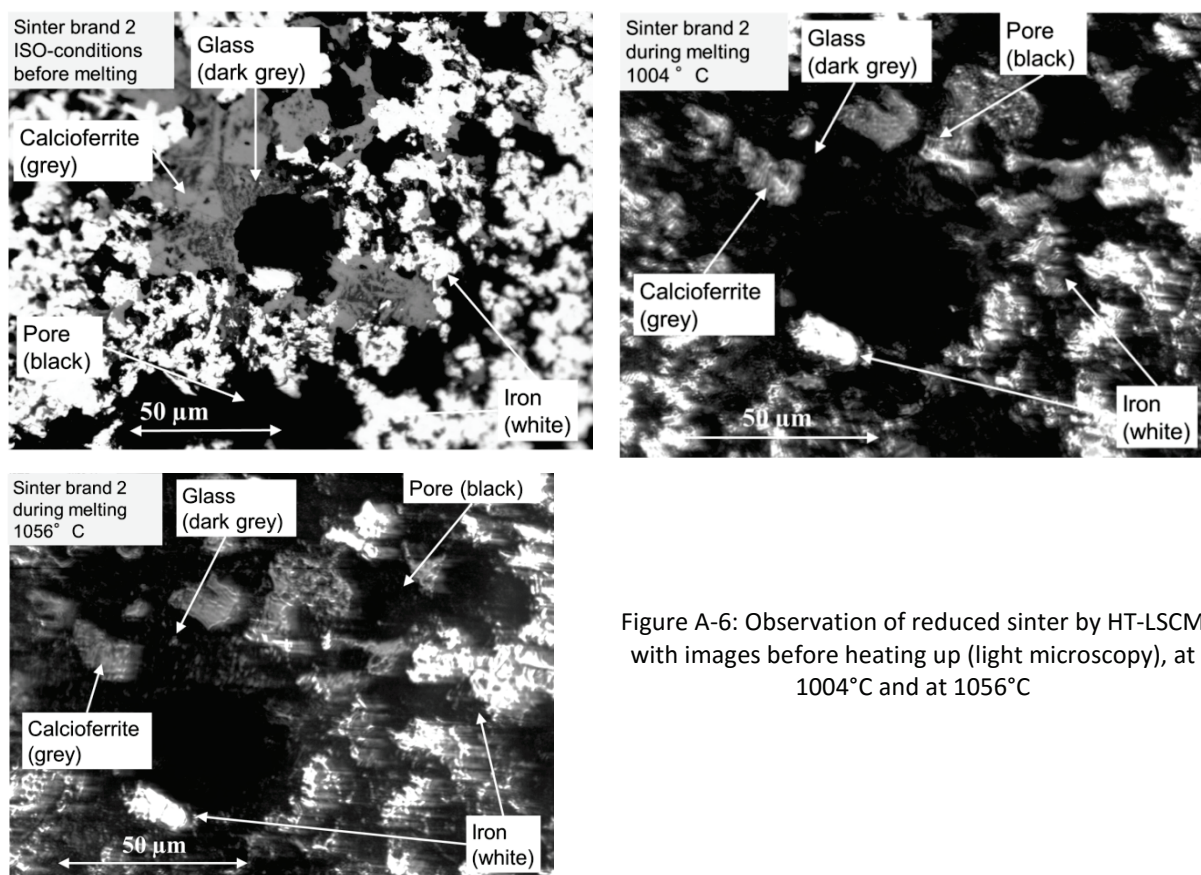 Sinter brand 2
ISO-conditions
before melting
Glass
(dark grey)
Calcioferrite
(grey)
Pore
(black)
50 µm
Iron
(white)
Sinter brand 2
during melting
1004° C
Glass
(dark grey)
Pore
(black)
Calcioferrite
(grey)
50 µm
Iron
(white)
Sinter brand 2
during melting
1056° C
Glass
(dark grey)
Pore (black)
Calcioferrite
(grey)
50 µm
Iron
(white)
Figure A-6: Observation of reduced sinter by HT-LSCM
with images before heating up (light microscopy), at
1004°C and at 1056°C